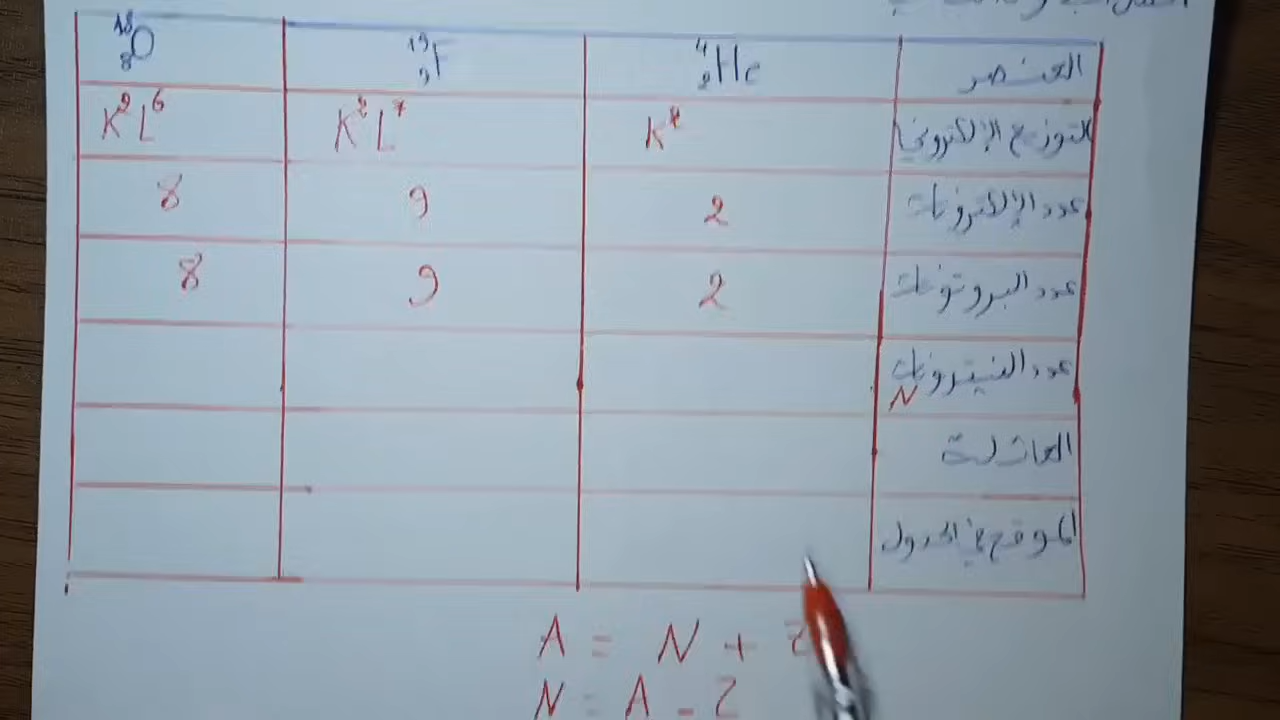 العنصر ⁴₂He ¹⁹₉F ¹⁸₈O
التوزيع الإلكتروني K² K²L⁷ K²L⁶
عدد الإلكترونات 2 9 8
عدد البروتونات 2 9 8
عدد النيترونات N
العائلة
الموقع في الجدول
A = N + Z
N = A - Z